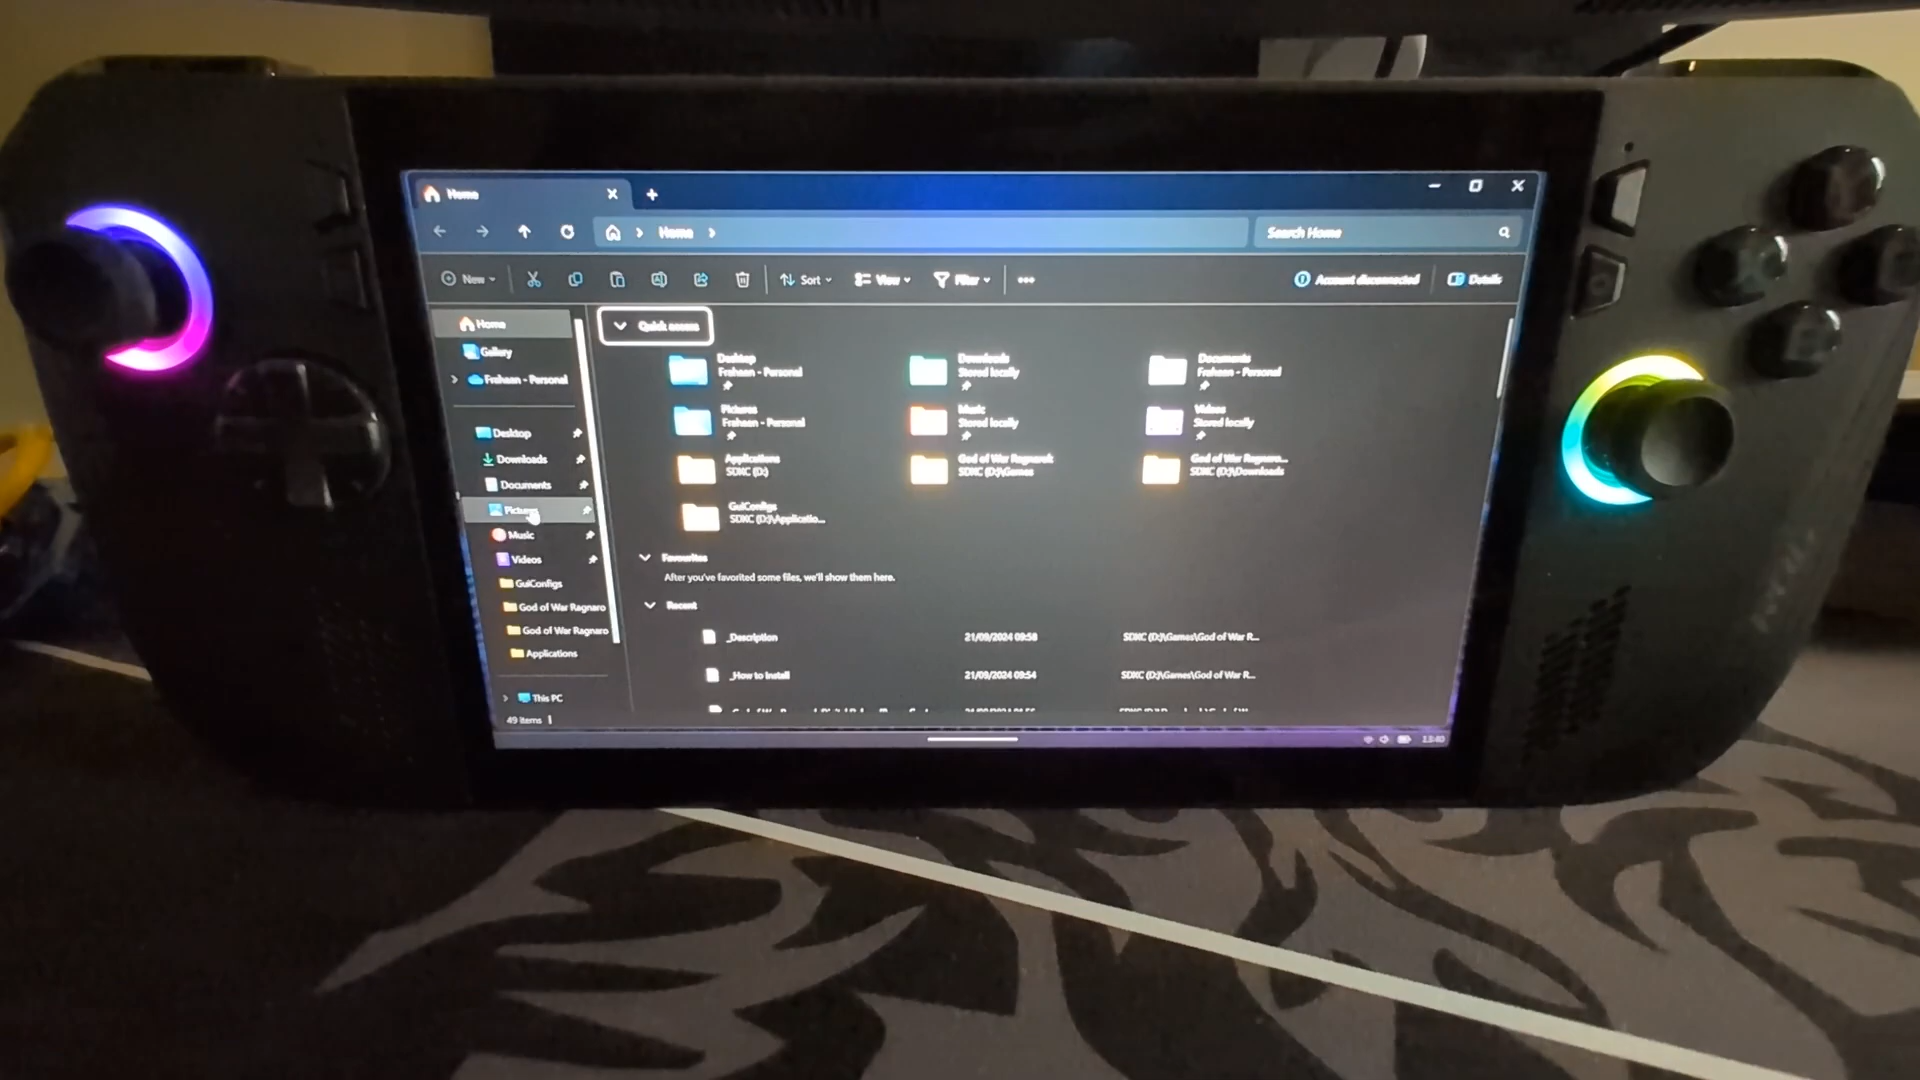 Home
Home
Search Home
New
Sort
View
Filter
Account disconnected
Details
Home
Gallery
Frahaan - Personal
Desktop
Downloads
Documents
Pictures
Music
Videos
GuiConfigs
God of War Ragnaro
God of War Ragnaro
Applications
This PC
49 items
Quick access
Desktop
Frahaan - Personal
Downloads
Stored locally
Documents
Frahaan - Personal
Pictures
Frahaan - Personal
Music
Stored locally
Videos
Stored locally
Applications
SDXC (D:)
God of War Ragnarok
SDXC (D:)\Games
God of War Ragnaro...
SDXC (D:)\Downloads
GuiConfigs
SDXC (D:)\Applicatio...
Favourites
After you've favorited some files, we'll show them here.
Recent
_Description
21/09/2024 09:58
SDXC (D:)\Games\God of War R...
_How to Install
21/09/2024 09:54
SDXC (D:)\Games\God of War R...